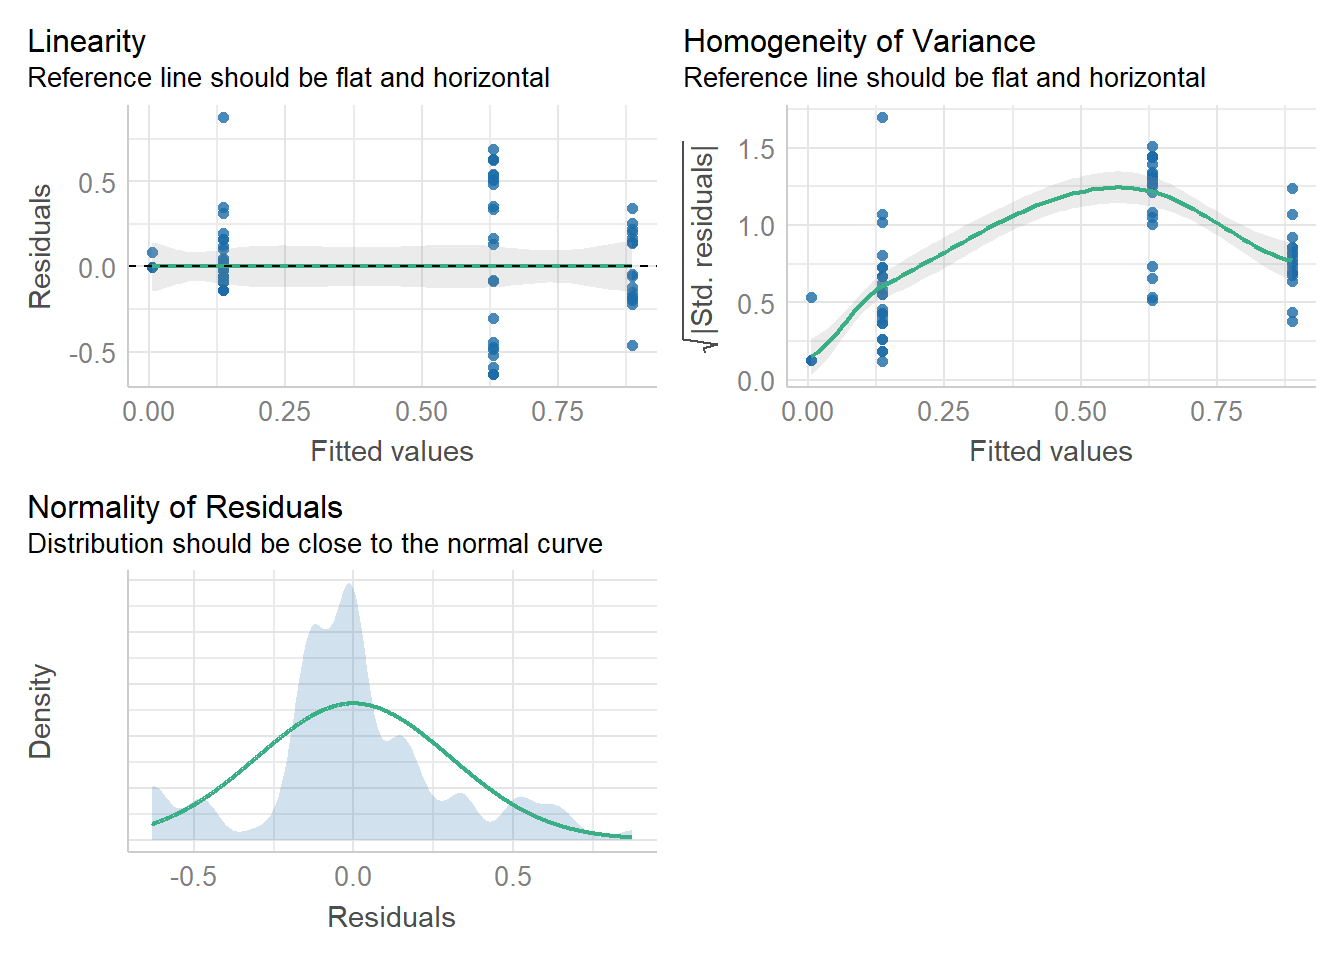 Linearity
Reference line should be flat and horizontal
Residuals
0.5
0.0
-0.5
0.00 0.25 0.50 0.75
Fitted values
Homogeneity of Variance
Reference line should be flat and horizontal
√|Std. residuals|
1.5
1.0
0.5
0.0
0.00 0.25 0.50 0.75
Fitted values
Normality of Residuals
Distribution should be close to the normal curve
Density
-0.5 0.0 0.5
Residuals